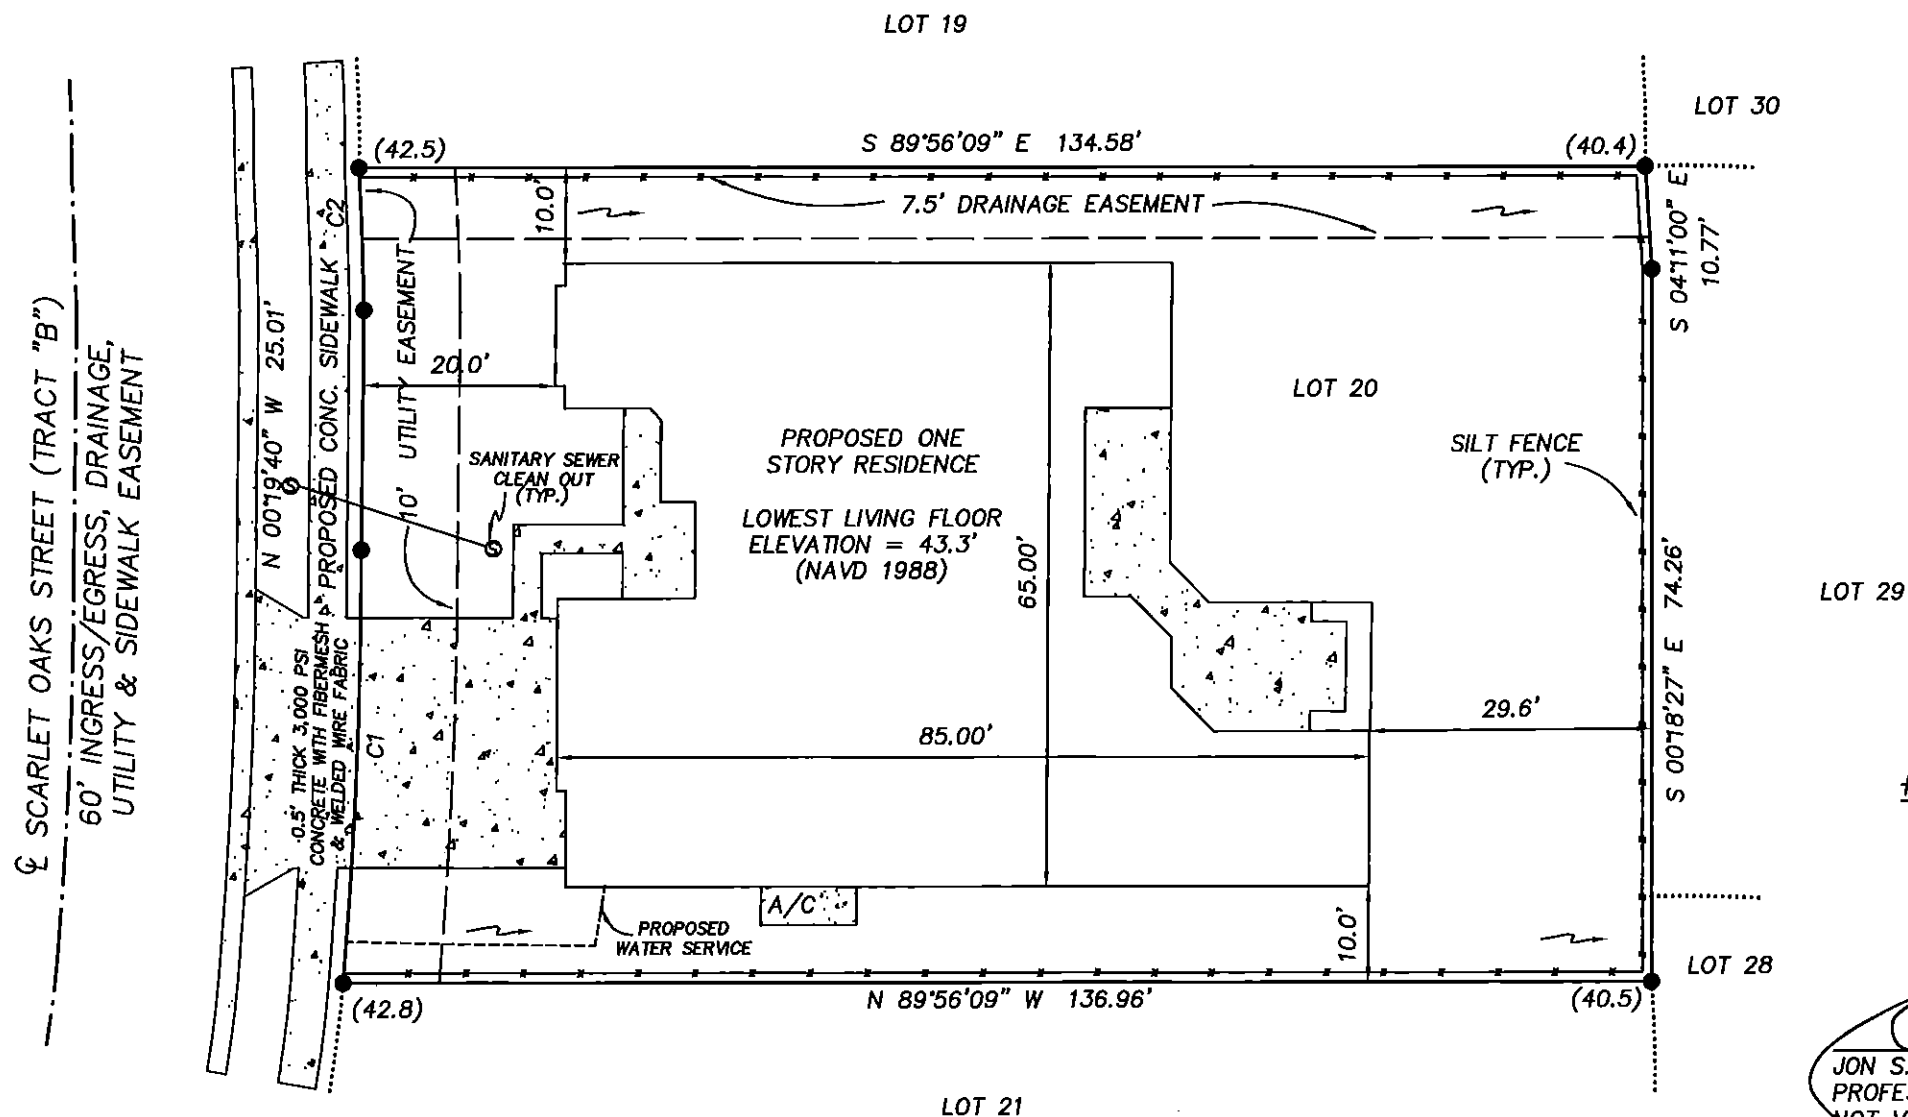 LOT 19
LOT 30
(42.5)
S 89°56'09" E 134.58'
(40.4)
S 04°11'00" E
10.77'
10.0'
7.5' DRAINAGE EASEMENT
C2
10' UTILITY EASEMENT
N 00°19'40" W 25.01'
PROPOSED CONC. SIDEWALK
℄ SCARLET OAKS STREET (TRACT "B")
60' INGRESS/EGRESS, DRAINAGE,
UTILITY & SIDEWALK EASEMENT
20.0'
LOT 20
PROPOSED ONE
STORY RESIDENCE
SILT FENCE
(TYP.)
SANITARY SEWER
CLEAN OUT
(TYP.)
LOWEST LIVING FLOOR
ELEVATION = 43.3'
(NAVD 1988)
65.00'
S 00°18'27" E 74.26'
LOT 29
0.5' THICK 3,000 PSI
CONCRETE WITH FIBERMESH
& WELDED WIRE FABRIC
C1
85.00'
29.6'
A/C
PROPOSED
WATER SERVICE
10.0'
LOT 28
(42.8)
N 89°56'09" W 136.96'
(40.5)
JON S.
PROFES
LOT 21